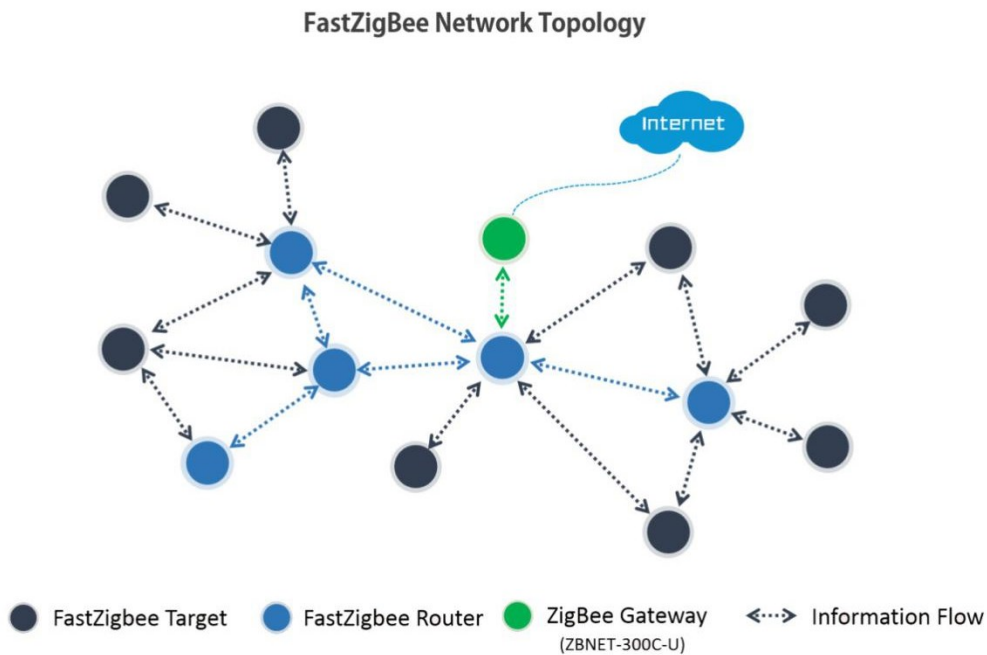 FastZigBee Network Topology
Internet
FastZigbee Target
FastZigbee Router
ZigBee Gateway
(ZBNET-300C-U)
Information Flow